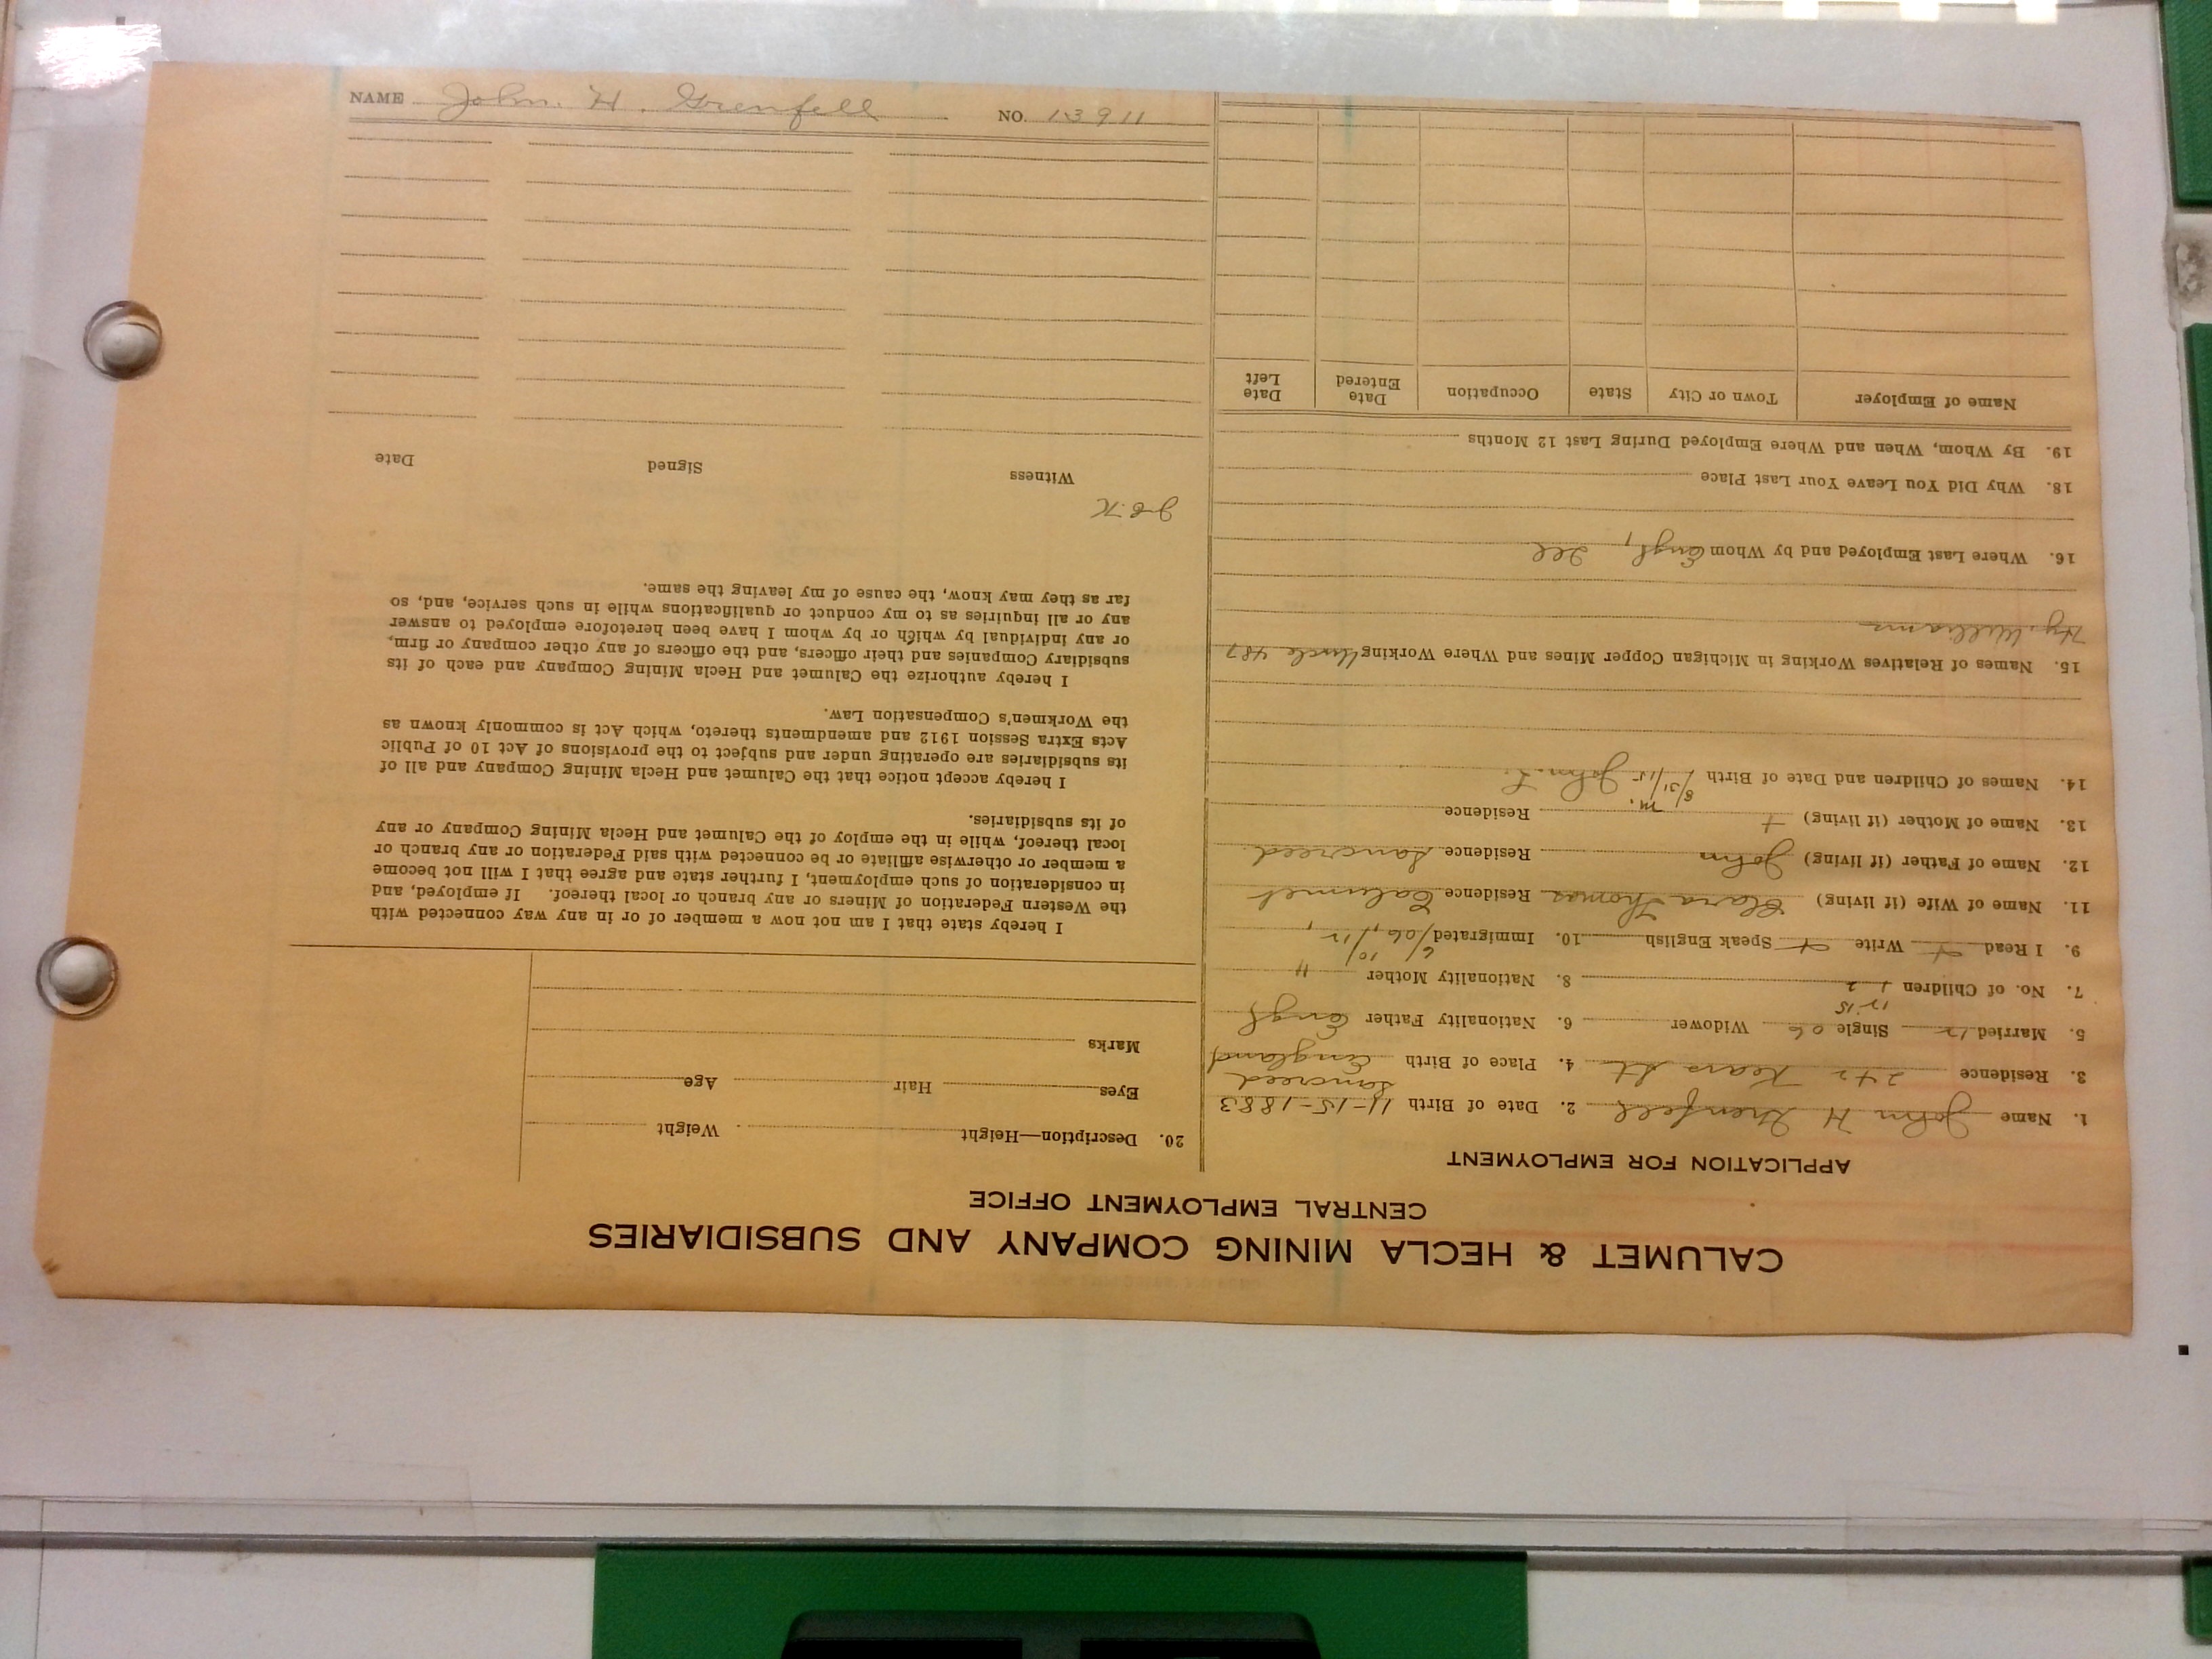 CALUMET & HECLA MINING COMPANY AND SUBSIDIARIES
CENTRAL EMPLOYMENT OFFICE
APPLICATION FOR EMPLOYMENT
1. Name John H Grenfell 2. Date of Birth 11-15-1883
Sancreed
3. Residence Kears St 4. Place of Birth England
5. Married 12 Single 06 Widower 6. Nationality Father Engl
12-15
7. No. of Children 1 2 8. Nationality Mother "
9. I Read + Write + Speak English 10. Immigrated 6/06, 10/12,
11. Name of Wife (if living) Clara Thomas Residence Calumet
12. Name of Father (if living) John Residence Sancreed
13. Name of Mother (if living) + Residence
14. Names of Children and Date of Birth 8/31/15 John
15. Names of Relatives Working in Michigan Copper Mines and Where Working Uncle 487
Hy. Williams
16. Where Last Employed and by Whom Engl,
18. Why Did You Leave Your Last Place
19. By Whom, When and Where Employed During Last 12 Months
Name of Employer Town or City State Occupation Date Entered Date Left
20. Description—Height Weight
Eyes Hair Age
Marks
I hereby state that I am not now a member of or in any way connected with
the Western Federation of Miners or any branch or local thereof. If employed, and
in consideration of such employment, I further state and agree that I will not become
a member or otherwise affiliate or be connected with said Federation or any branch or
local thereof, while in the employ of the Calumet and Hecla Mining Company or any
of its subsidiaries.
I hereby accept notice that the Calumet and Hecla Mining Company and all of
its subsidiaries are operating under and subject to the provisions of Act 10 of Public
Acts Extra Session 1912 and amendments thereto, which Act is commonly known as
the Workmen's Compensation Law.
I hereby authorize the Calumet and Hecla Mining Company and each of its
subsidiary Companies and their officers, and the officers of any other company or firm,
or any individual by which or by whom I have been heretofore employed to answer
any or all inquiries as to my conduct or qualifications while in such service, and, so
far as they may know, the cause of my leaving the same.
Witness Signed Date
NAME John. H. Grenfell NO. 13911